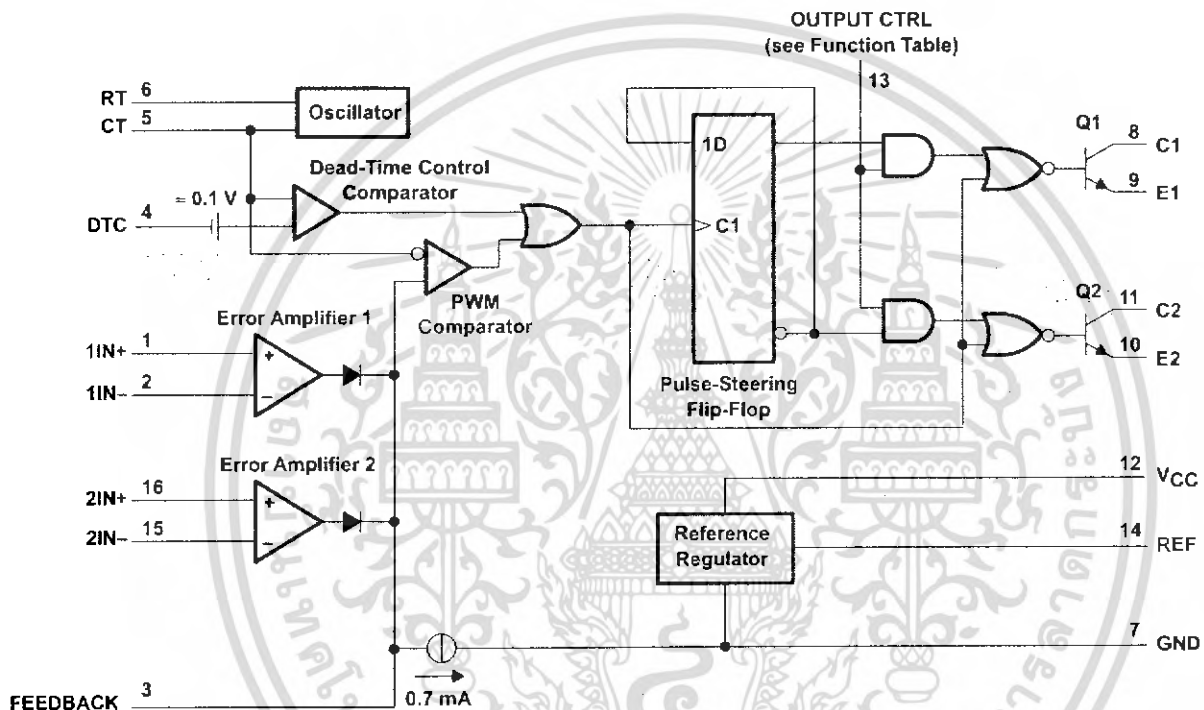 OUTPUT CTRL
(see Function Table)
13
RT 6
CT 5
Oscillator
Dead-Time Control
Comparator
= 0.1 V
DTC 4
PWM
Comparator
1D
C1
Pulse-Steering
Flip-Flop
Q1
8 C1
9 E1
Q2
11 C2
10 E2
Error Amplifier 1
1IN+ 1
+
1IN− 2
−
Error Amplifier 2
2IN+ 16
+
2IN− 15
−
12 VCC
Reference
Regulator
14 REF
7 GND
0.7 mA
FEEDBACK 3